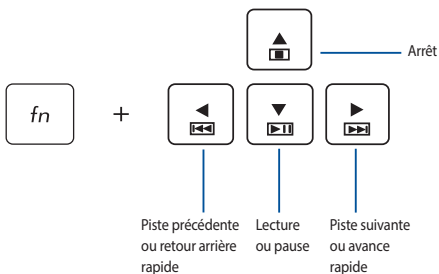 Arrêt
fn +
Piste précédente
ou retour arrière
rapide
Lecture
ou pause
Piste suivante
ou avance
rapide